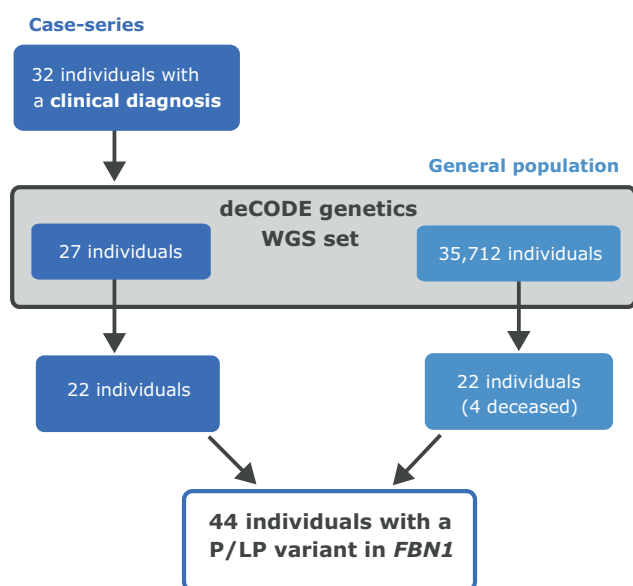 Case-series
32 individuals with
a clinical diagnosis
General population
deCODE genetics
WGS set
27 individuals
35,712 individuals
22 individuals
22 individuals
(4 deceased)
44 individuals with a
P/LP variant in FBN1